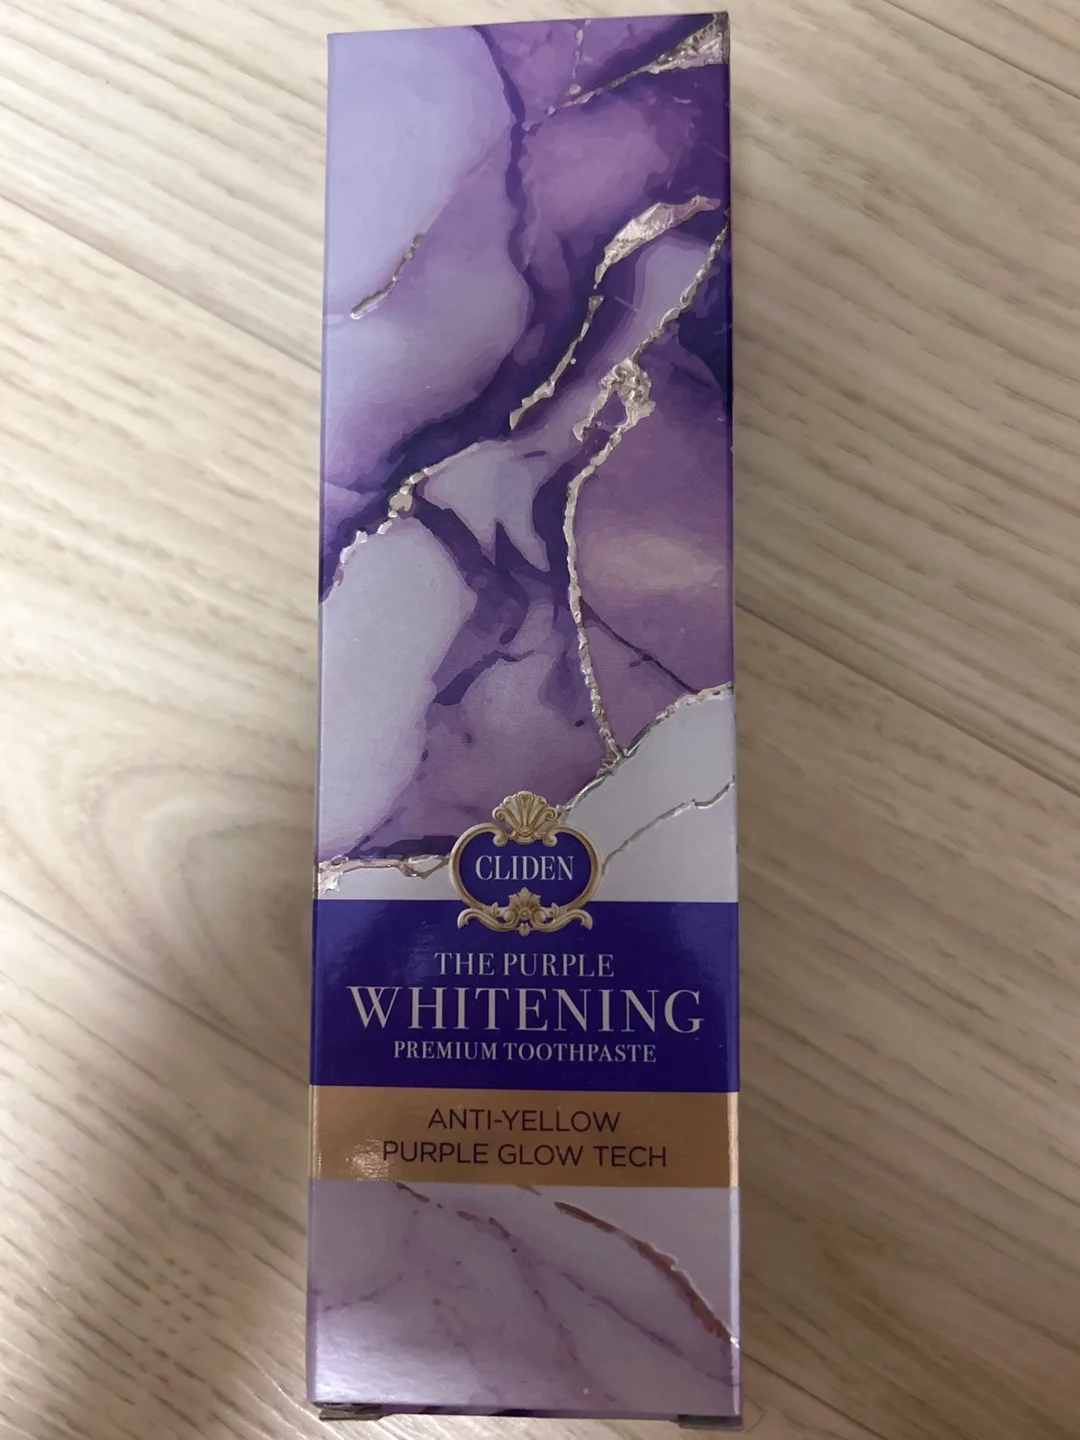 CLIDEN
THE PURPLE
WHITENING
PREMIUM TOOTHPASTE
ANTI-YELLOW
PURPLE GLOW TECH